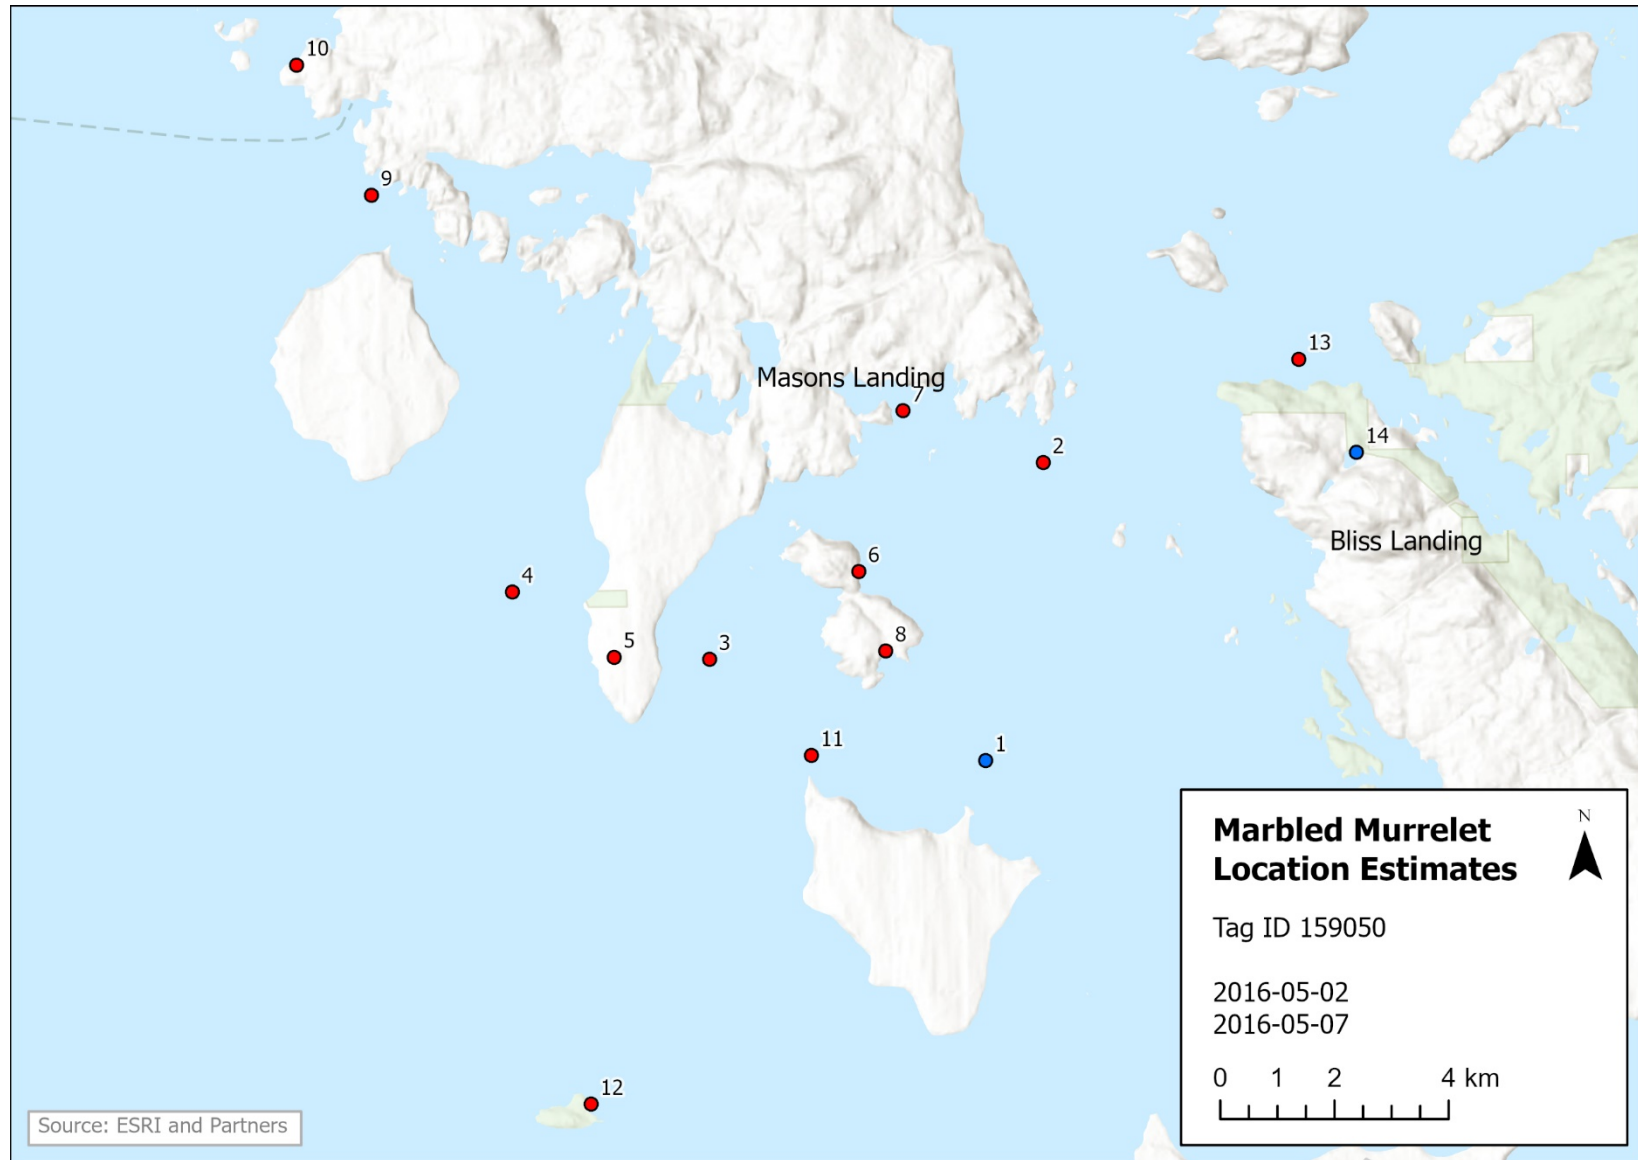 10
9
13
Masons Landing
7
14
2
Bliss Landing
6
4
8
3
5
11
1
Marbled Murrelet
Location Estimates
N
Tag ID 159050
2016-05-02
2016-05-07
0 1 2 4 km
12
Source: ESRI and Partners